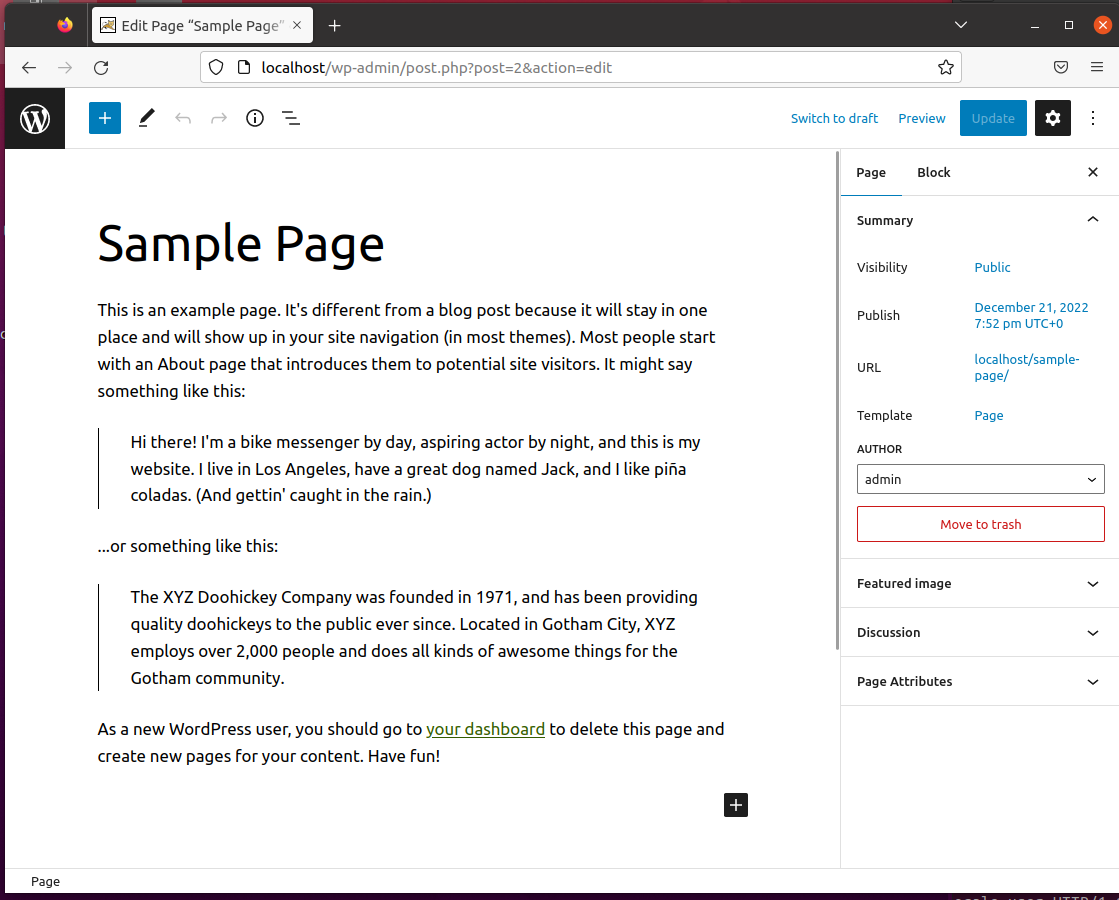 Edit Page “Sample Page”
localhost/wp-admin/post.php?post=2&action=edit
Switch to draft
Preview
Update
Page
Block
Summary
Visibility
Public
Publish
December 21, 2022
7:52 pm UTC+0
URL
localhost/sample-
page/
Template
Page
AUTHOR
admin
Move to trash
Featured image
Discussion
Page Attributes
Sample Page
This is an example page. It's different from a blog post because it will stay in one
place and will show up in your site navigation (in most themes). Most people start
with an About page that introduces them to potential site visitors. It might say
something like this:
Hi there! I'm a bike messenger by day, aspiring actor by night, and this is my
website. I live in Los Angeles, have a great dog named Jack, and I like piña
coladas. (And gettin' caught in the rain.)
...or something like this:
The XYZ Doohickey Company was founded in 1971, and has been providing
quality doohickeys to the public ever since. Located in Gotham City, XYZ
employs over 2,000 people and does all kinds of awesome things for the
Gotham community.
As a new WordPress user, you should go to your dashboard to delete this page and
create new pages for your content. Have fun!
Page